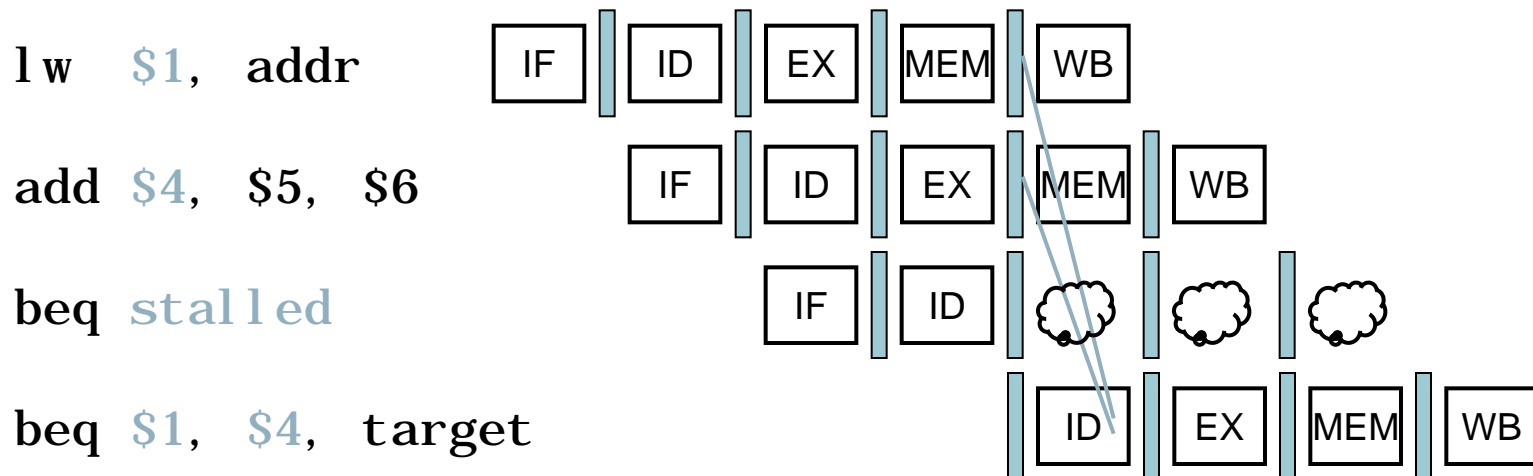 lw $1, addr IF ID EX MEM WB
add $4, $5, $6 IF ID EX MEM WB
beq stalled IF ID
beq $1, $4, target ID EX MEM WB